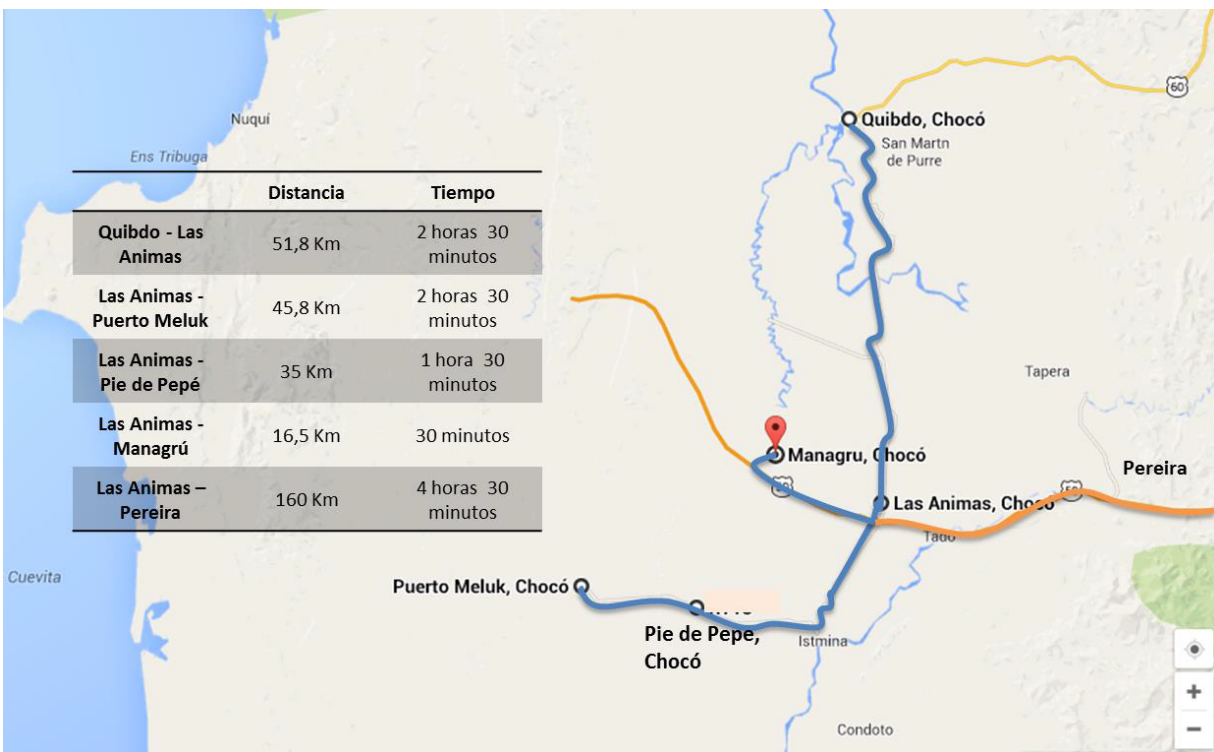 Nuquí
Ens Tribuga
Quibdo, Chocó
San Martn
de Purre
60
Distancia Tiempo
Quibdo - Las
Animas
51,8 Km
2 horas 30
minutos
Las Animas -
Puerto Meluk
45,8 Km
2 horas 30
minutos
Las Animas -
Pie de Pepé
35 Km
1 hora 30
minutos
Las Animas -
Managrú
16,5 Km
30 minutos
Las Animas –
Pereira
160 Km
4 horas 30
minutos
Tapera
Managru, Chocó
Pereira
Las Animas, Chocó
Tadó
Cuevita
Puerto Meluk, Chocó
Pie de Pepe,
Chocó
Istmina
Condoto
+
−